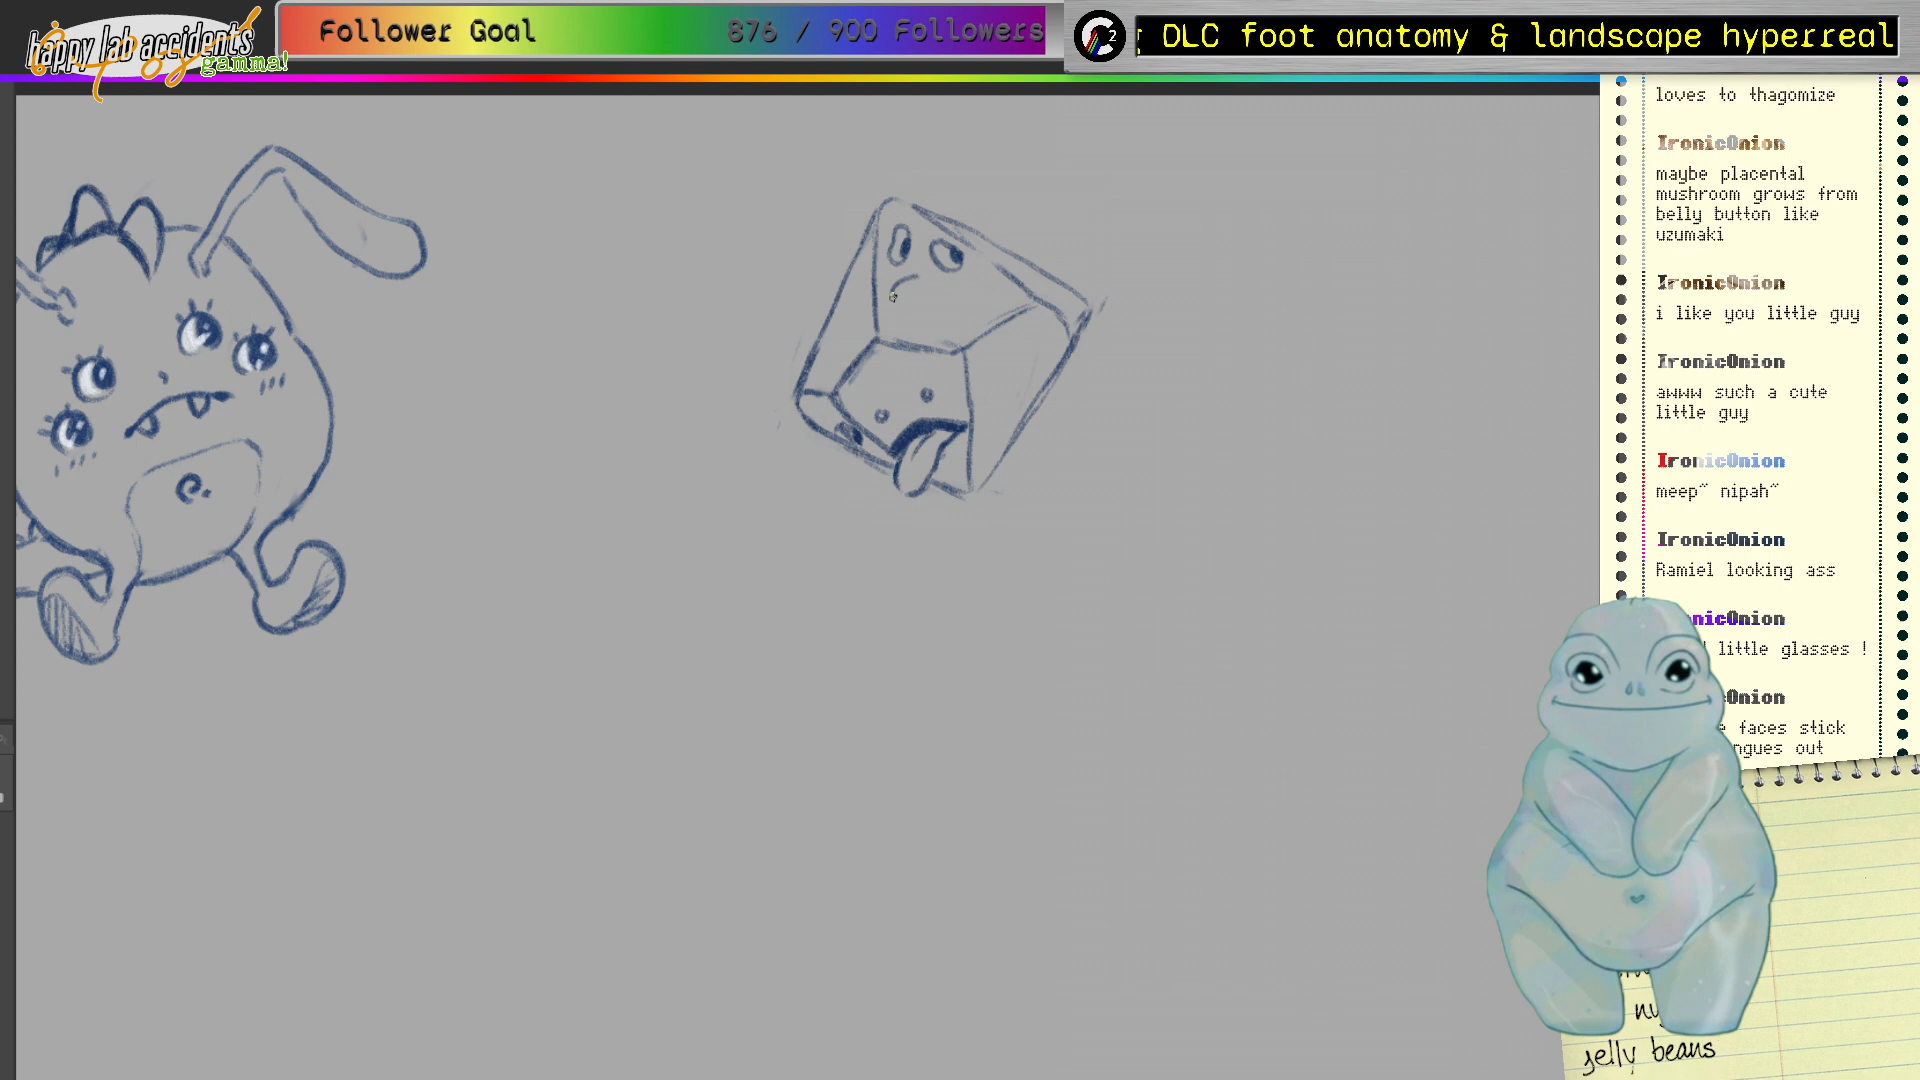 happy lab accidents
gamma!
Follower Goal
876 / 900 Followers
DLC foot anatomy & landscape hyperreal
loves to thagomize
IronicOnion
maybe placental
mushroom grows from
belly button like
uzumaki
IronicOnion
i like you little guy
IronicOnion
awww such a cute
little guy
IronicOnion
meep~ nipah~
IronicOnion
Ramiel looking ass
nicOnion
little glasses !
Onion
faces stick
out
jelly beans